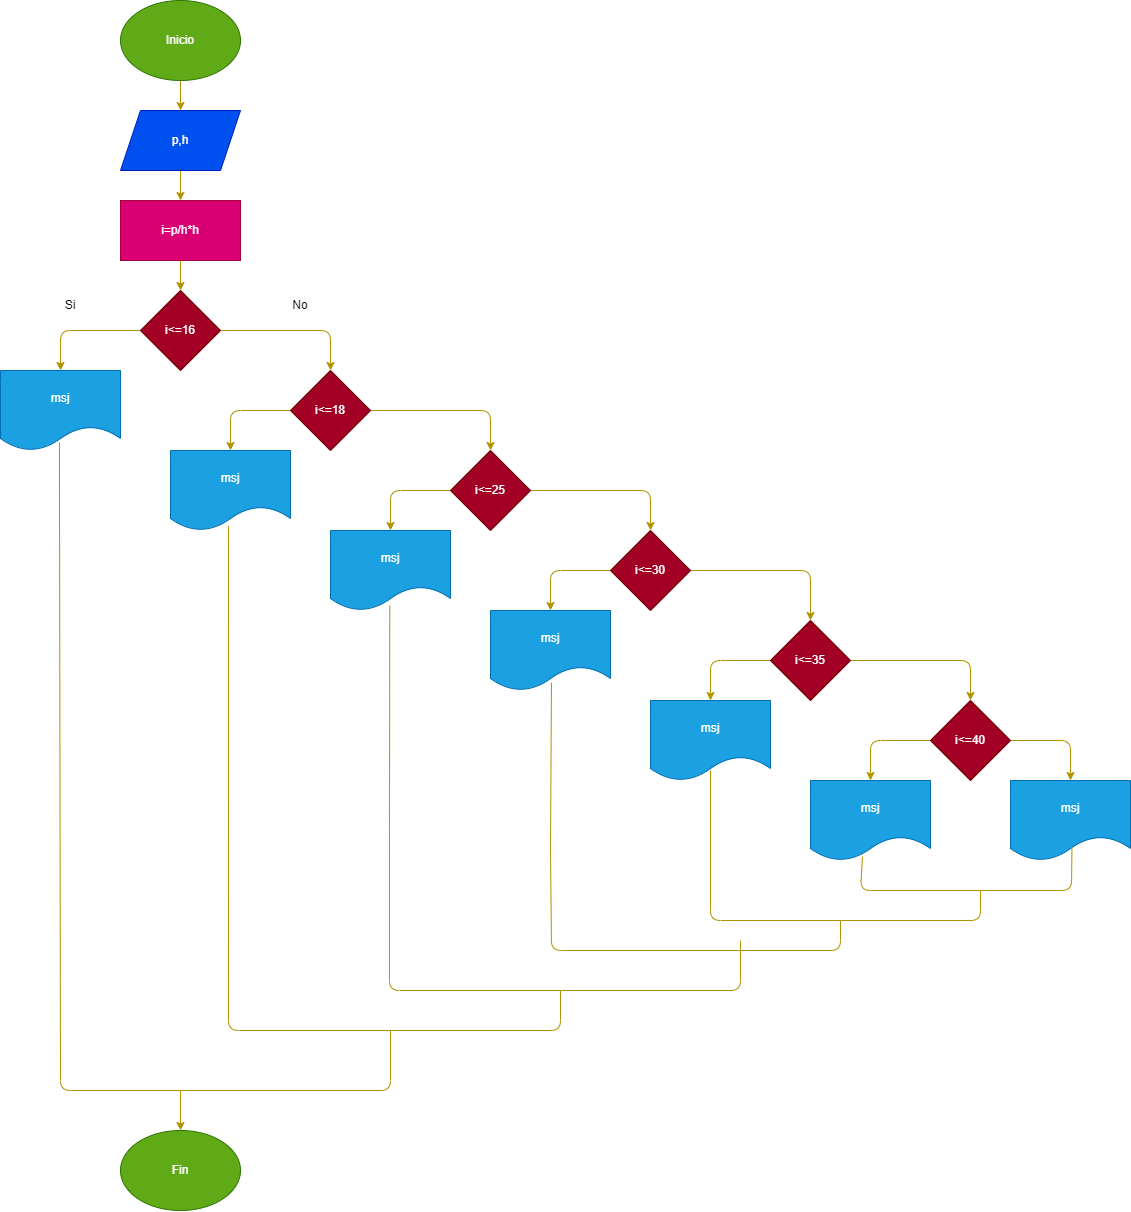 Inicio
p,h
i=p/h*h
Si
No
i<=16
msj
i<=18
msj
i<=25
msj
i<=30
msj
i<=35
msj
i<=40
msj
msj
Fin